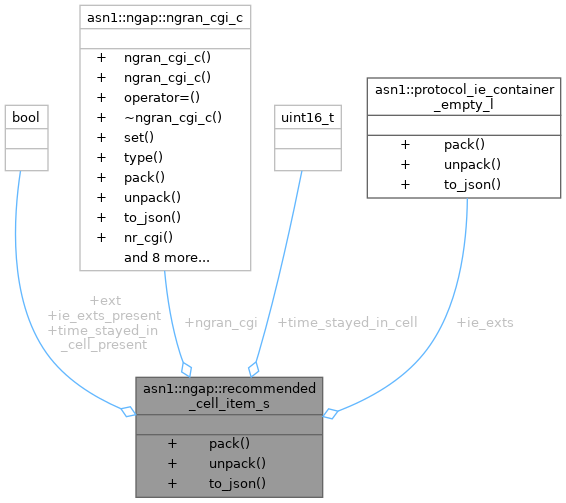 asn1::ngap::ngran_cgi_c
+ ngran_cgi_c()
+ ngran_cgi_c()
+ operator=()
+ ~ngran_cgi_c()
+ set()
+ type()
+ pack()
+ unpack()
+ to_json()
+ nr_cgi()
and 8 more...
bool
uint16_t
asn1::protocol_ie_container
_empty_l
+ pack()
+ unpack()
+ to_json()
+ext
+ie_exts_present
+time_stayed_in
_cell_present
+ngran_cgi
+time_stayed_in_cell
+ie_exts
asn1::ngap::recommended
_cell_item_s
+ pack()
+ unpack()
+ to_json()